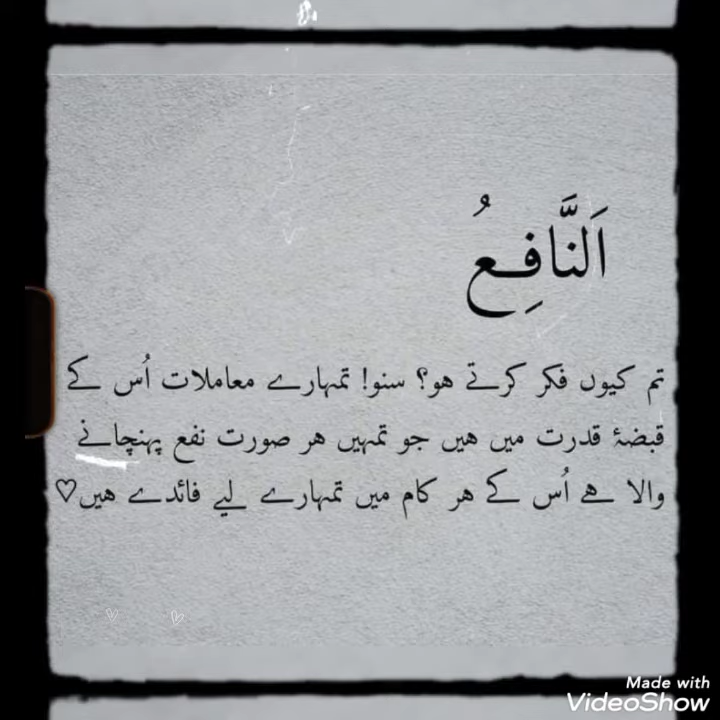 اَلنَّافِعُ
تم کیوں فکر کرتے ہو؟ سنو! تمہارے معاملات اُس کے
قبضۂ قدرت میں ہیں جو تمہیں ہر صورت نفع پہنچانے
والا ہے اُس کے ہر کام میں تمہارے لیے فائدے ہیں♡
Made with
VideoShow